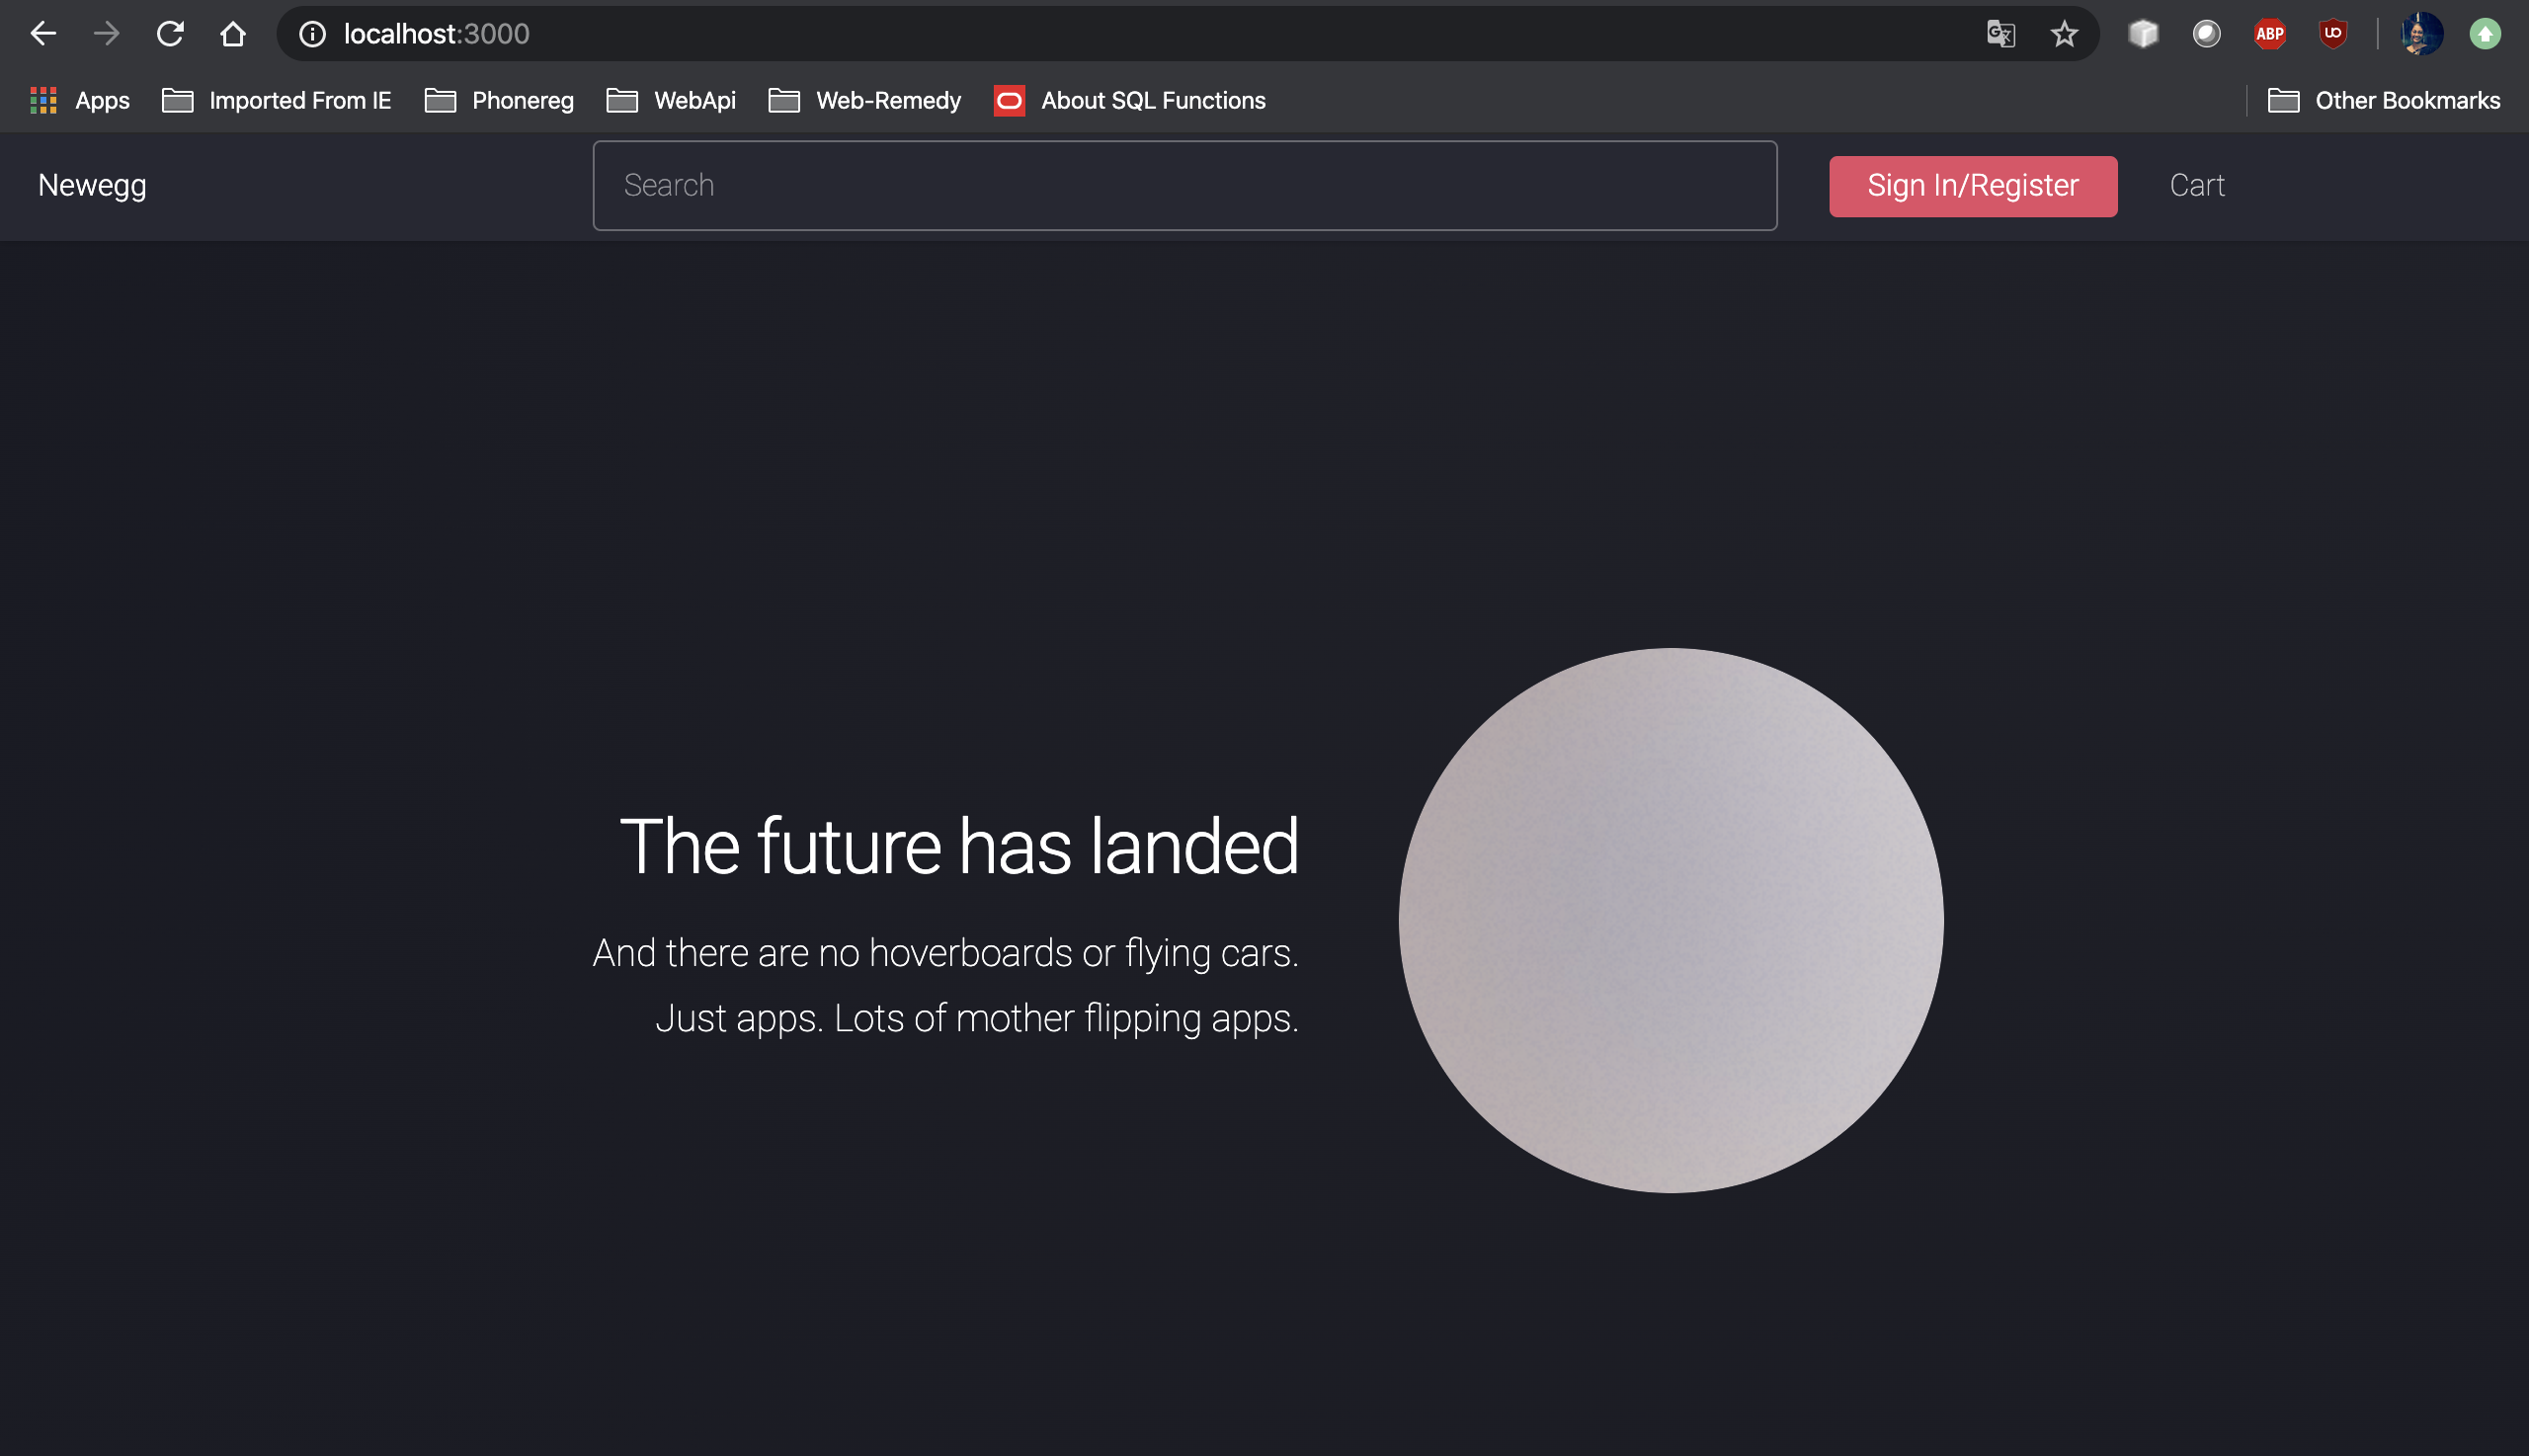 localhost:3000
ABP
UO
Apps Imported From IE Phonereg WebApi Web-Remedy About SQL Functions Other Bookmarks
Newegg Search Sign In/Register Cart
The future has landed
And there are no hoverboards or flying cars.
Just apps. Lots of mother flipping apps.